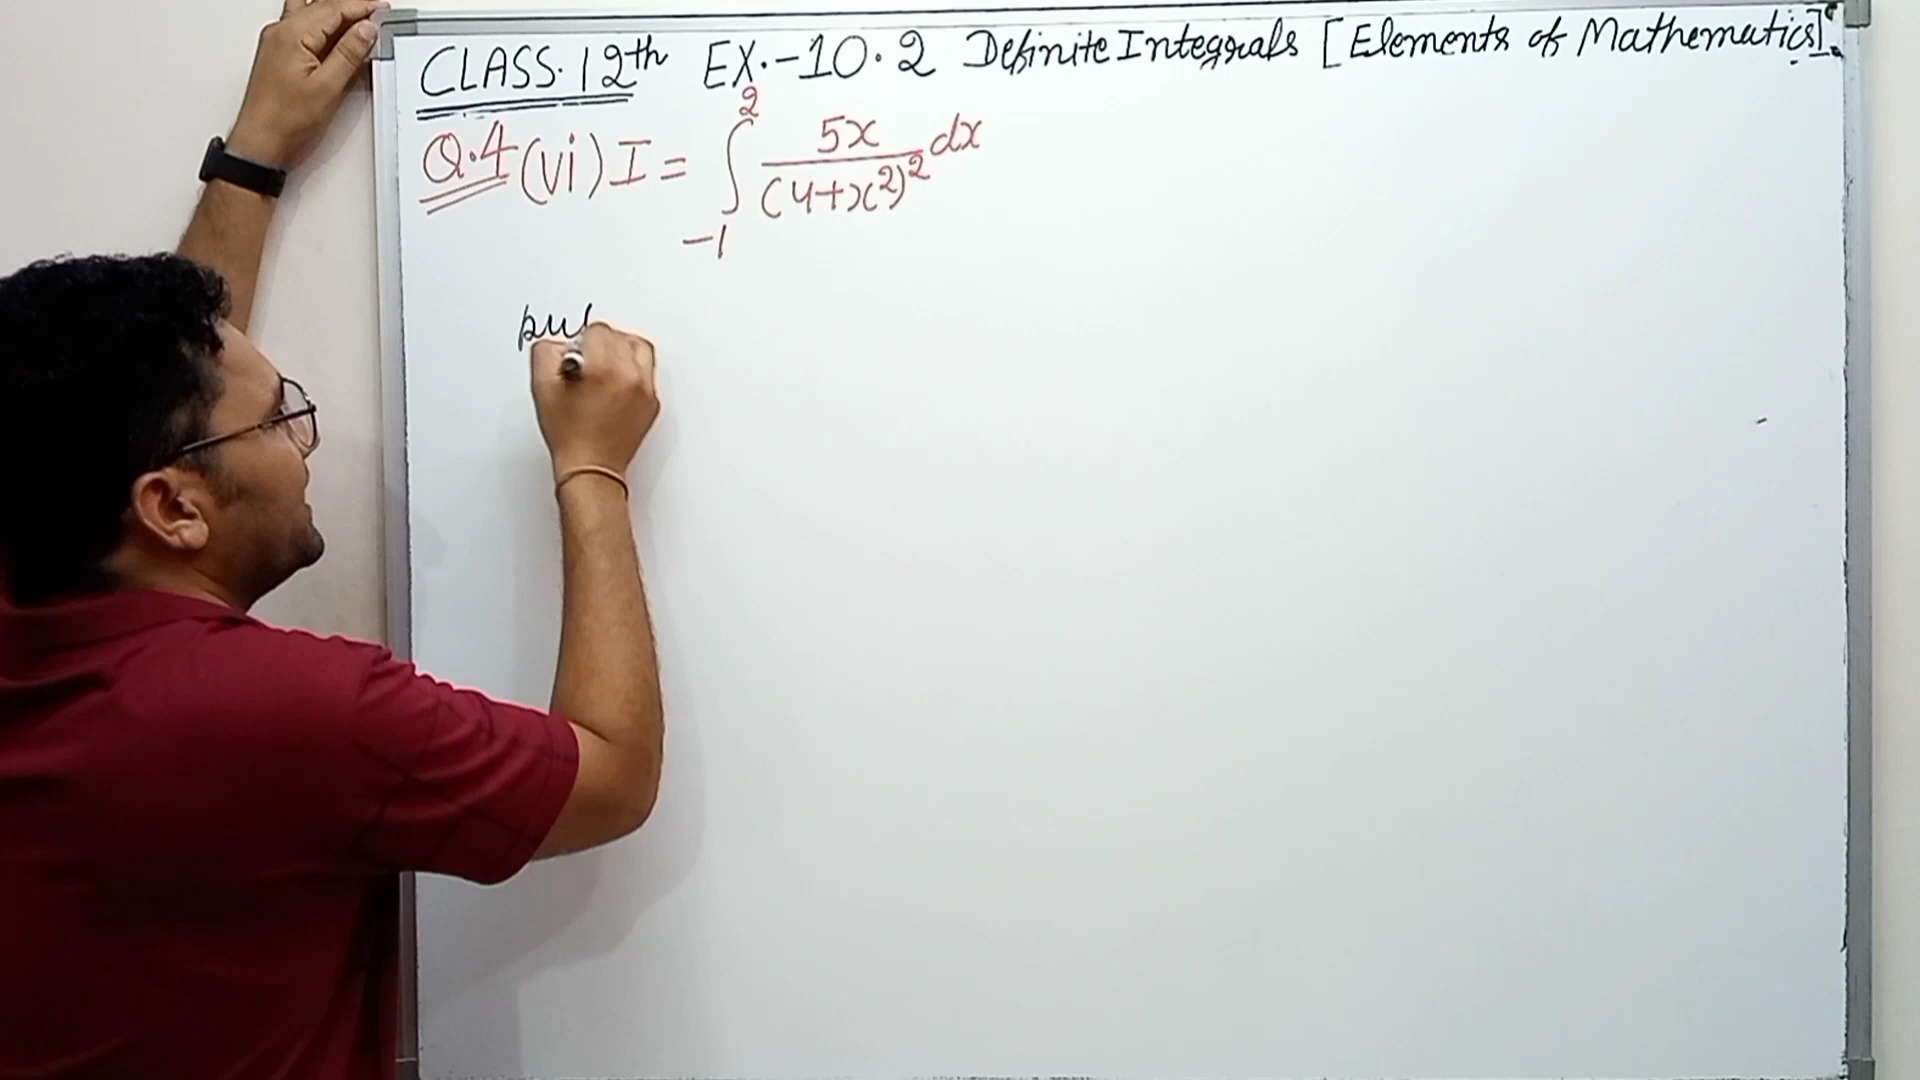 CLASS. 12th EX.-10.2 Definite Integrals [Elements of Mathematics]
Q.4 (vi) I = ∫_{-1}^{2} 5x/(4+x²)² dx
put